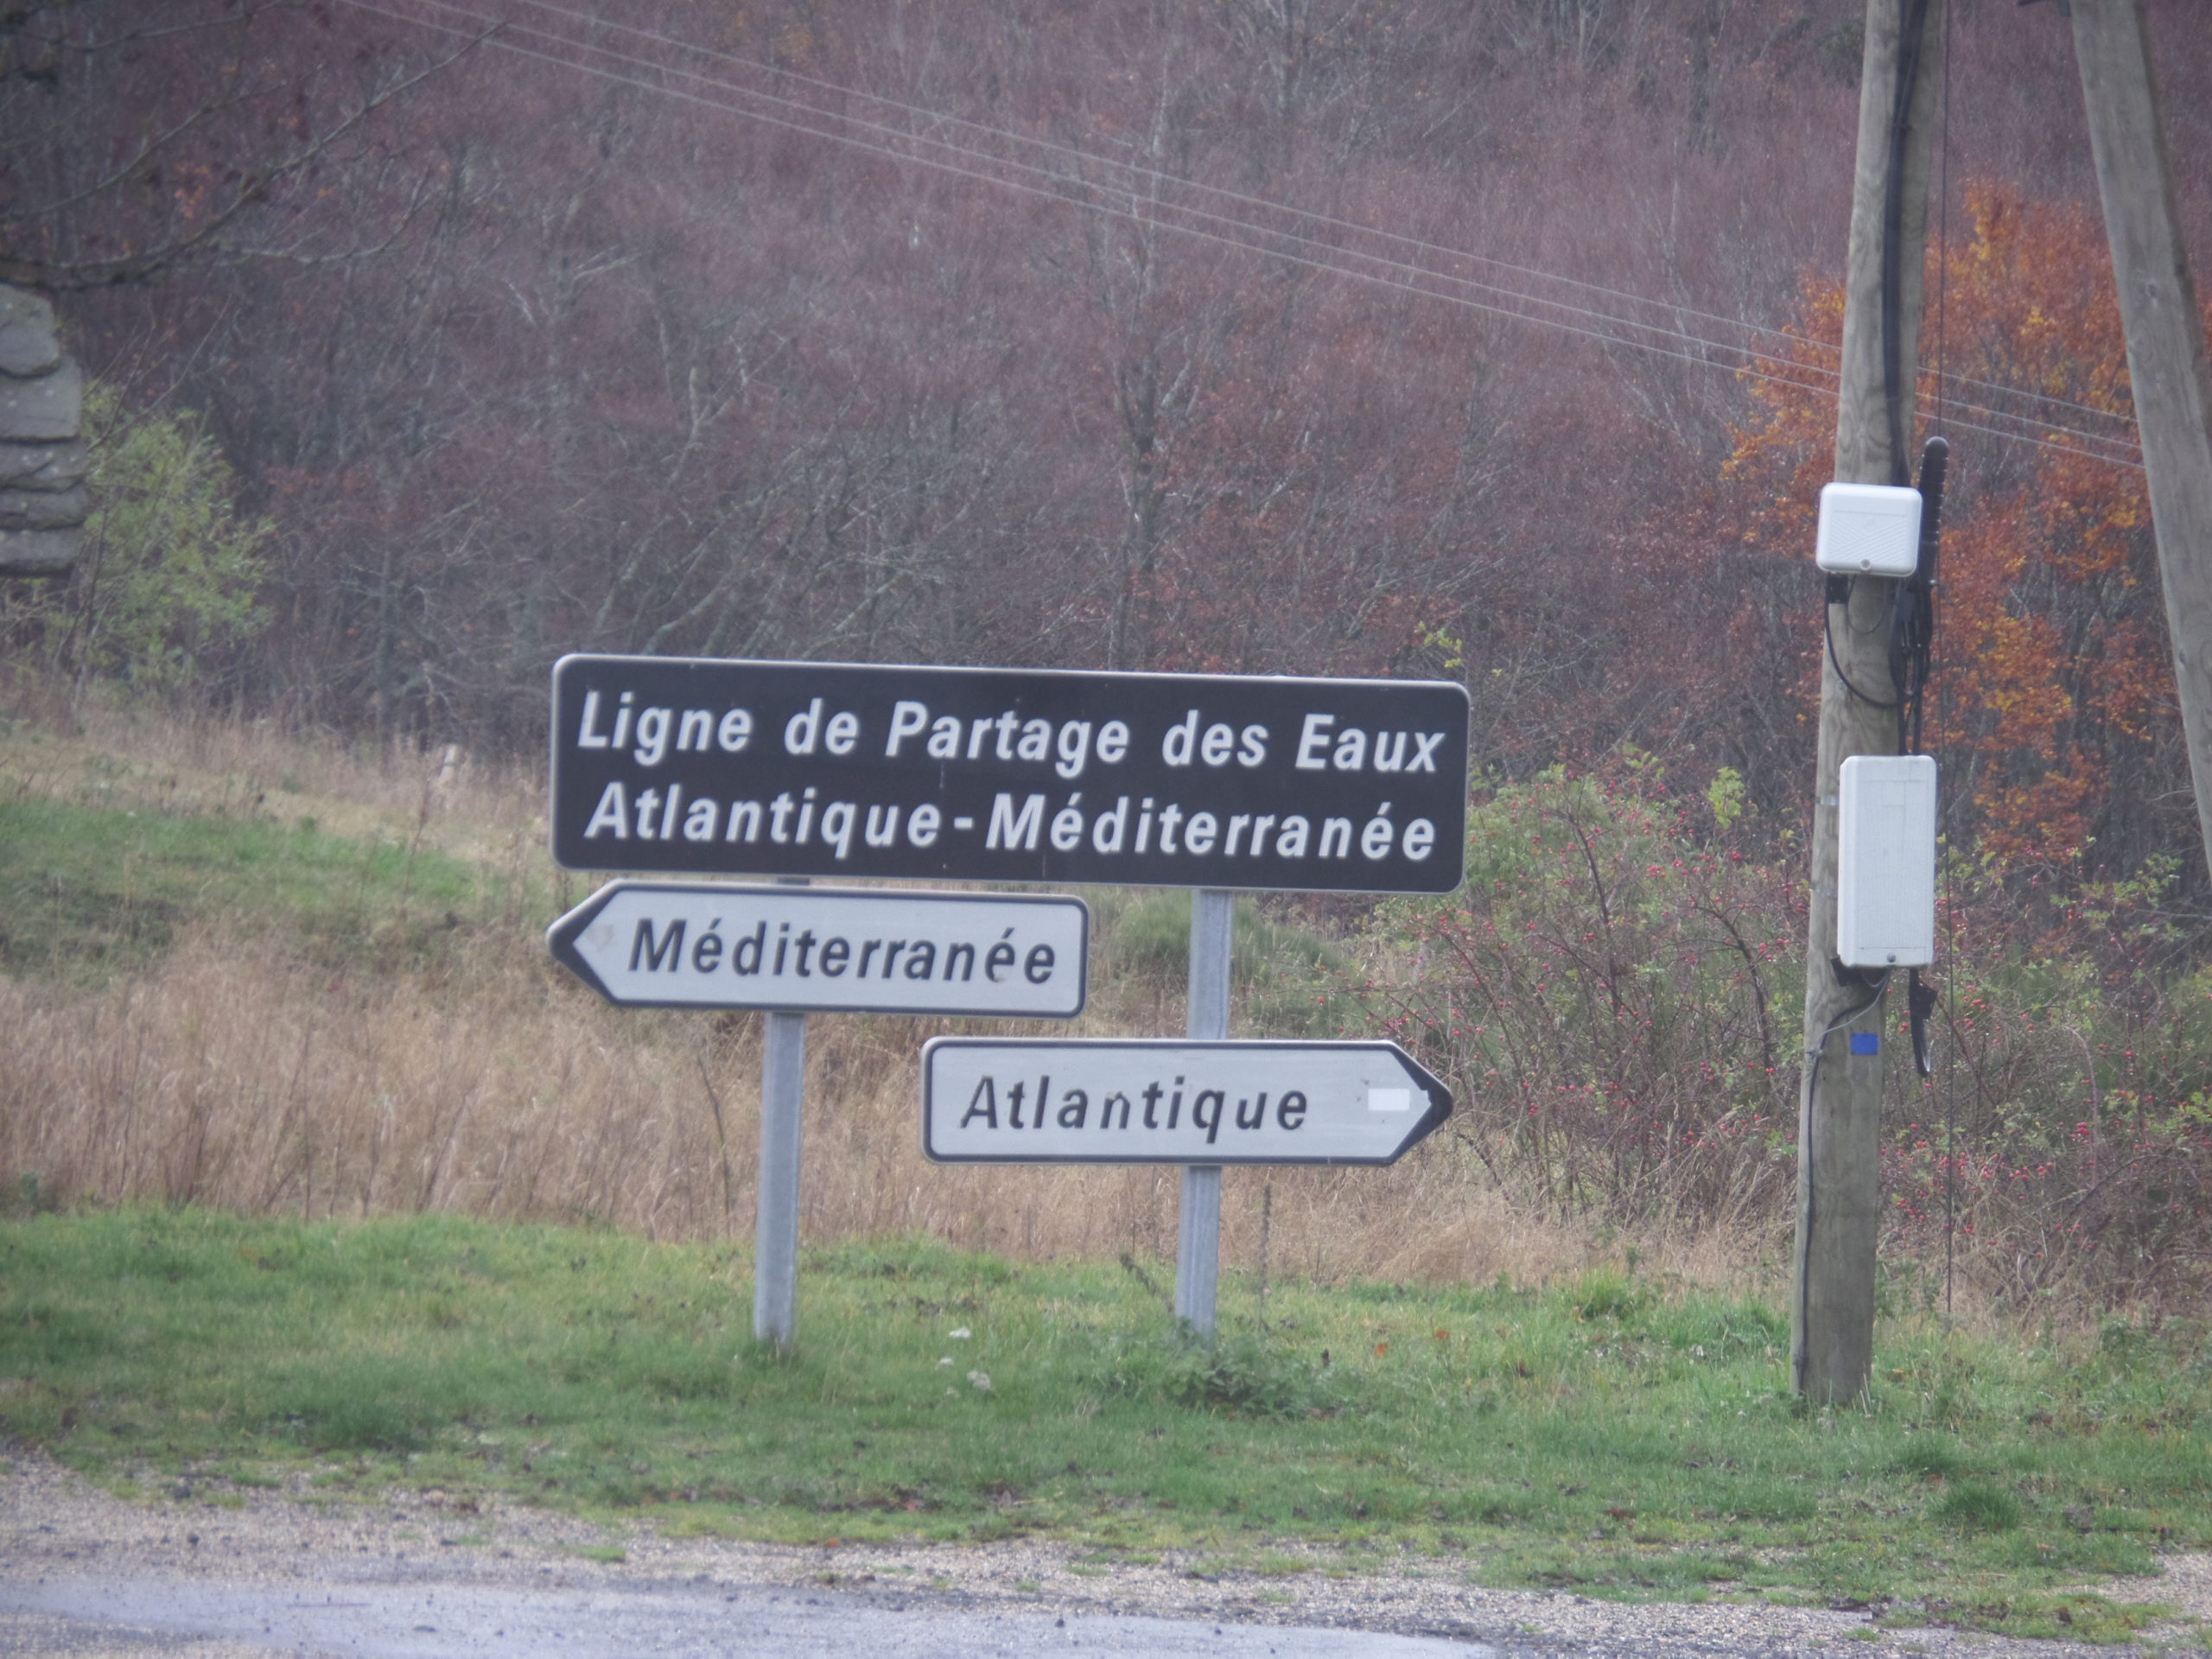 Ligne de Partage des Eaux
Atlantique-Méditerranée
Méditerranée
Atlantique